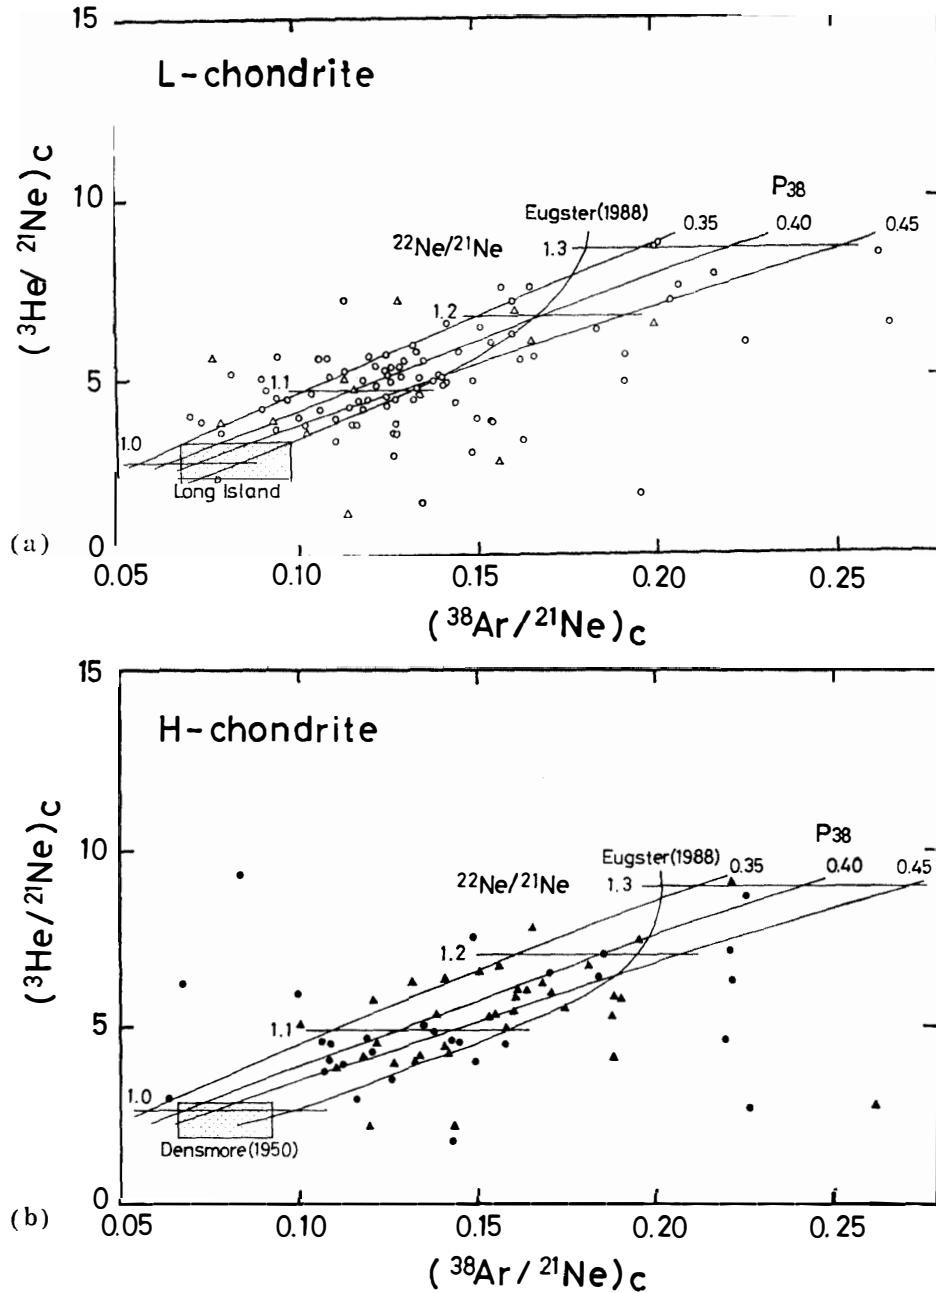 15
L-chondrite
(³He/ ²¹Ne)c
10
P₃₈
Eugster(1988)
0.35
0.40
0.45
²²Ne/²¹Ne
1.3
1.2
5
1.1
1.0
Long Island
(a)
0
0.05
0.10
0.15
0.20
0.25
(³⁸Ar/²¹Ne)c
15
H-chondrite
(³He/²¹Ne)c
10
P₃₈
Eugster(1988)
0.35
0.40
0.45
²²Ne/²¹Ne
1.3
1.2
5
1.1
1.0
Densmore(1950)
(b)
0
0.05
0.10
0.15
0.20
0.25
(³⁸Ar/ ²¹Ne)c